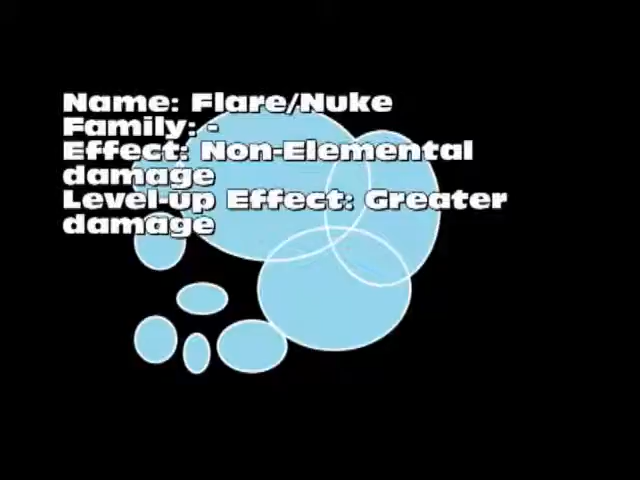 Name: Flare/Nuke
Family: -
Effect: Non-Elemental
damage
Level-up Effect: Greater
damage